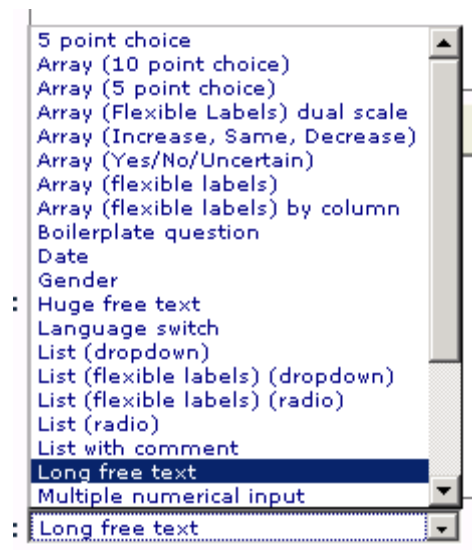 5 point choice
Array (10 point choice)
Array (5 point choice)
Array (Flexible Labels) dual scale
Array (Increase, Same, Decrease)
Array (Yes/No/Uncertain)
Array (flexible labels)
Array (flexible labels) by column
Boilerplate question
Date
Gender
: Huge free text
Language switch
List (dropdown)
List (flexible labels) (dropdown)
List (flexible labels) (radio)
List (radio)
List with comment
Long free text
Multiple numerical input
: Long free text